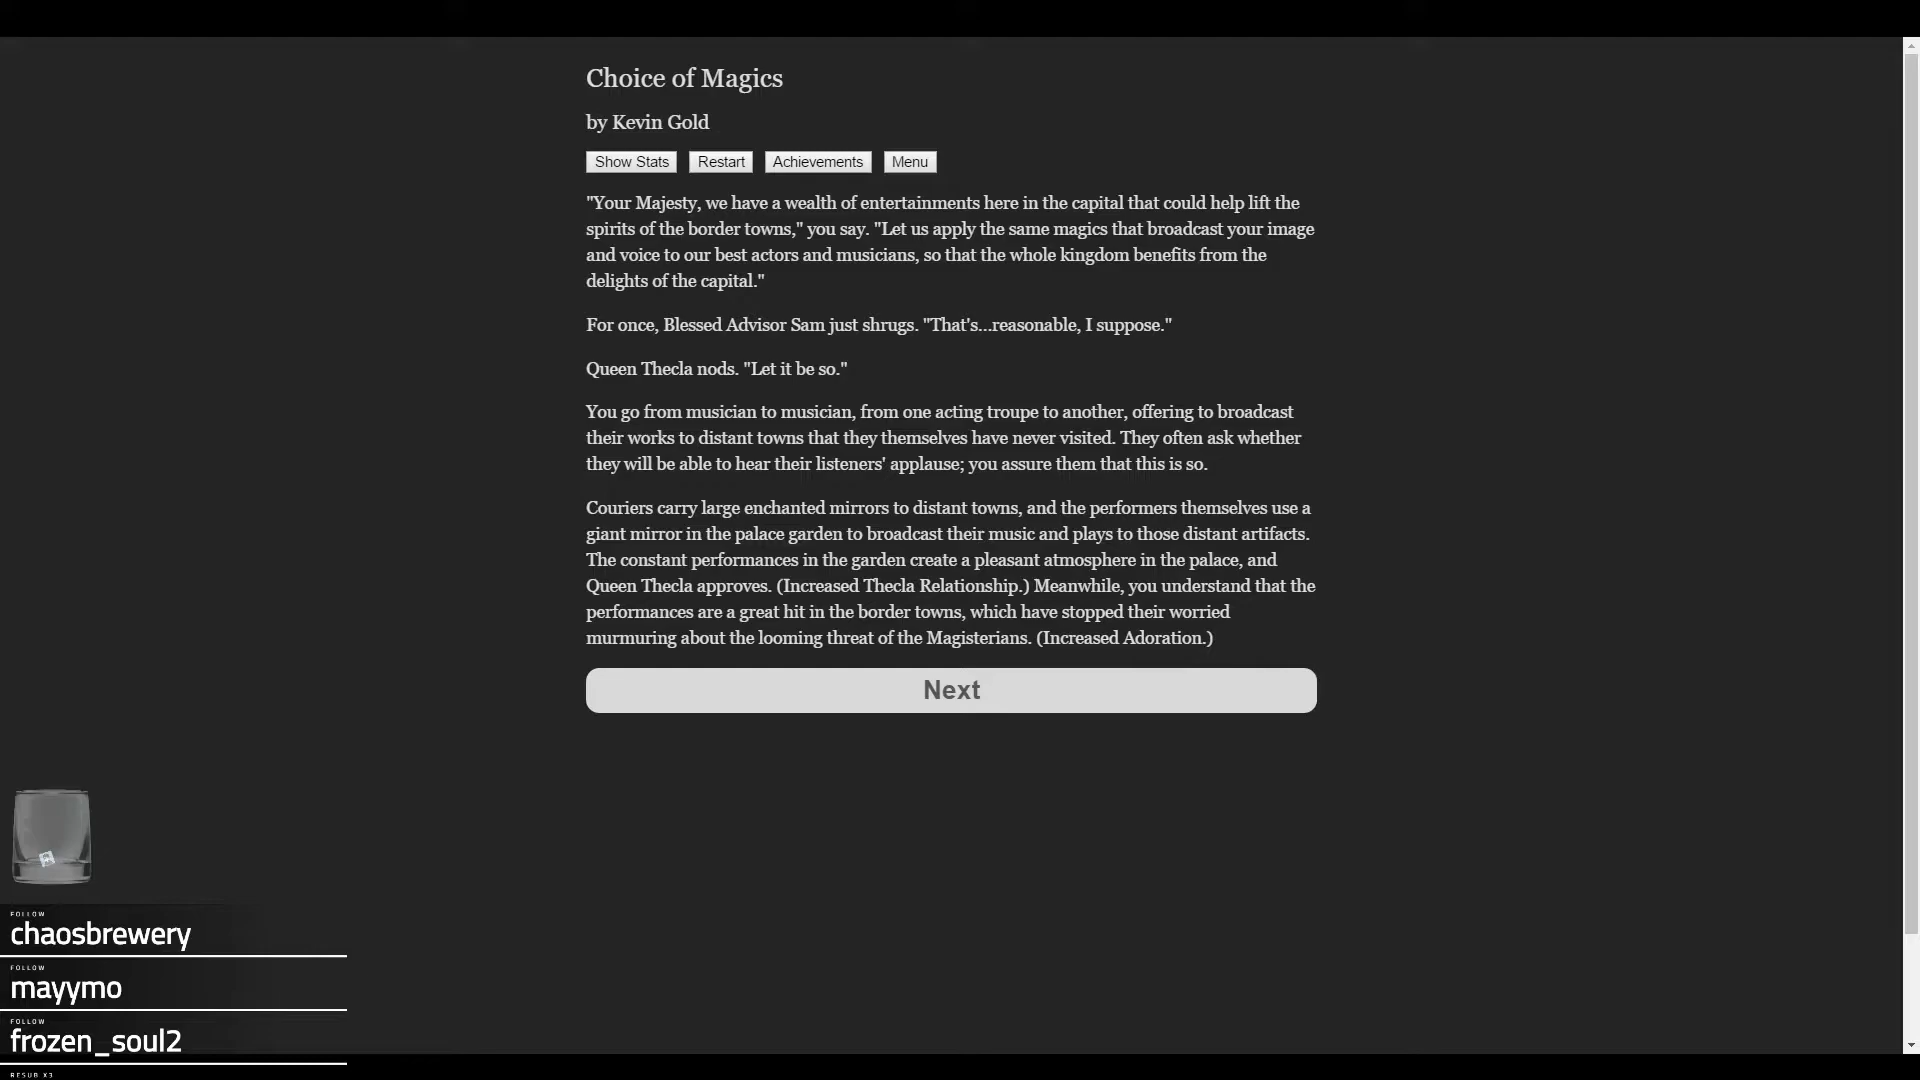 Choice of Magics
by Kevin Gold
Show Stats Restart Achievements Menu
"Your Majesty, we have a wealth of entertainments here in the capital that could help lift the
spirits of the border towns," you say. "Let us apply the same magics that broadcast your image
and voice to our best actors and musicians, so that the whole kingdom benefits from the
delights of the capital."
For once, Blessed Advisor Sam just shrugs. "That's...reasonable, I suppose."
Queen Thecla nods. "Let it be so."
You go from musician to musician, from one acting troupe to another, offering to broadcast
their works to distant towns that they themselves have never visited. They often ask whether
they will be able to hear their listeners' applause; you assure them that this is so.
Couriers carry large enchanted mirrors to distant towns, and the performers themselves use a
giant mirror in the palace garden to broadcast their music and plays to those distant artifacts.
The constant performances in the garden create a pleasant atmosphere in the palace, and
Queen Thecla approves. (Increased Thecla Relationship.) Meanwhile, you understand that the
performances are a great hit in the border towns, which have stopped their worried
murmuring about the looming threat of the Magisterians. (Increased Adoration.)
Next
FOLLOW
chaosbrewery
FOLLOW
mayymo
FOLLOW
frozen_soul2
RESUB X3